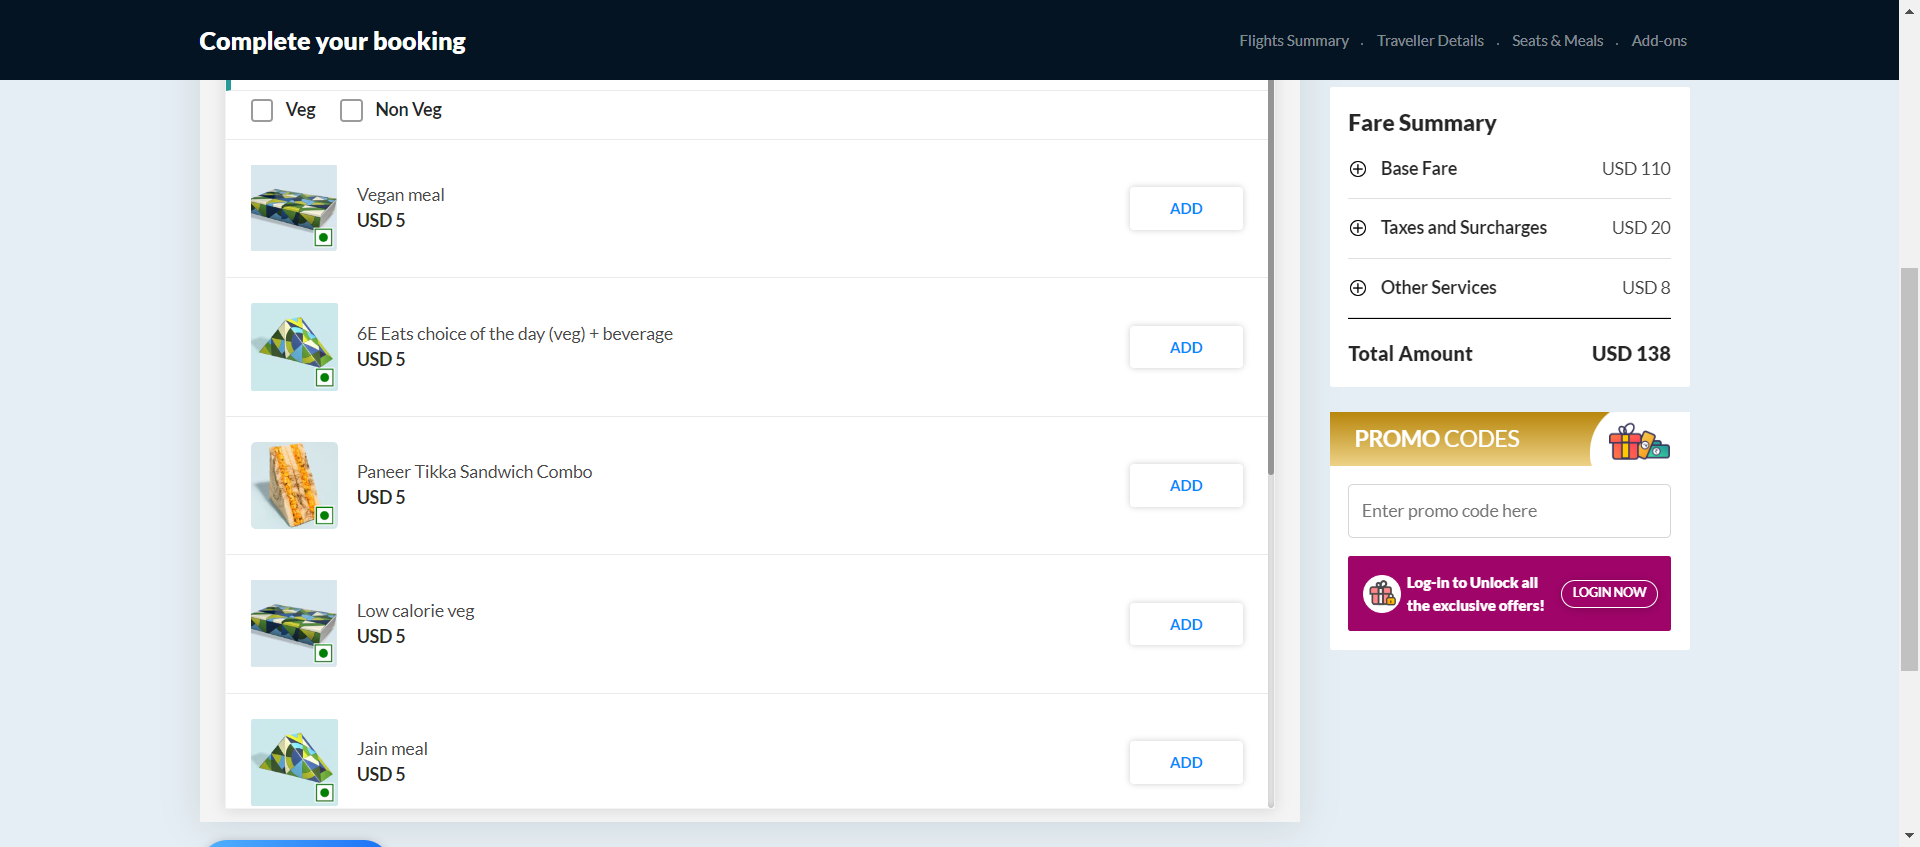 Complete your booking
Flights Summary . Traveller Details . Seats & Meals . Add-ons
Veg Non Veg
Vegan meal
USD 5
ADD
6E Eats choice of the day (veg) + beverage
USD 5
ADD
Paneer Tikka Sandwich Combo
USD 5
ADD
Low calorie veg
USD 5
ADD
Jain meal
USD 5
ADD
Fare Summary
Base Fare USD 110
Taxes and Surcharges USD 20
Other Services USD 8
Total Amount USD 138
PROMO CODES
Enter promo code here
Log-in to Unlock all
the exclusive offers!
LOGIN NOW